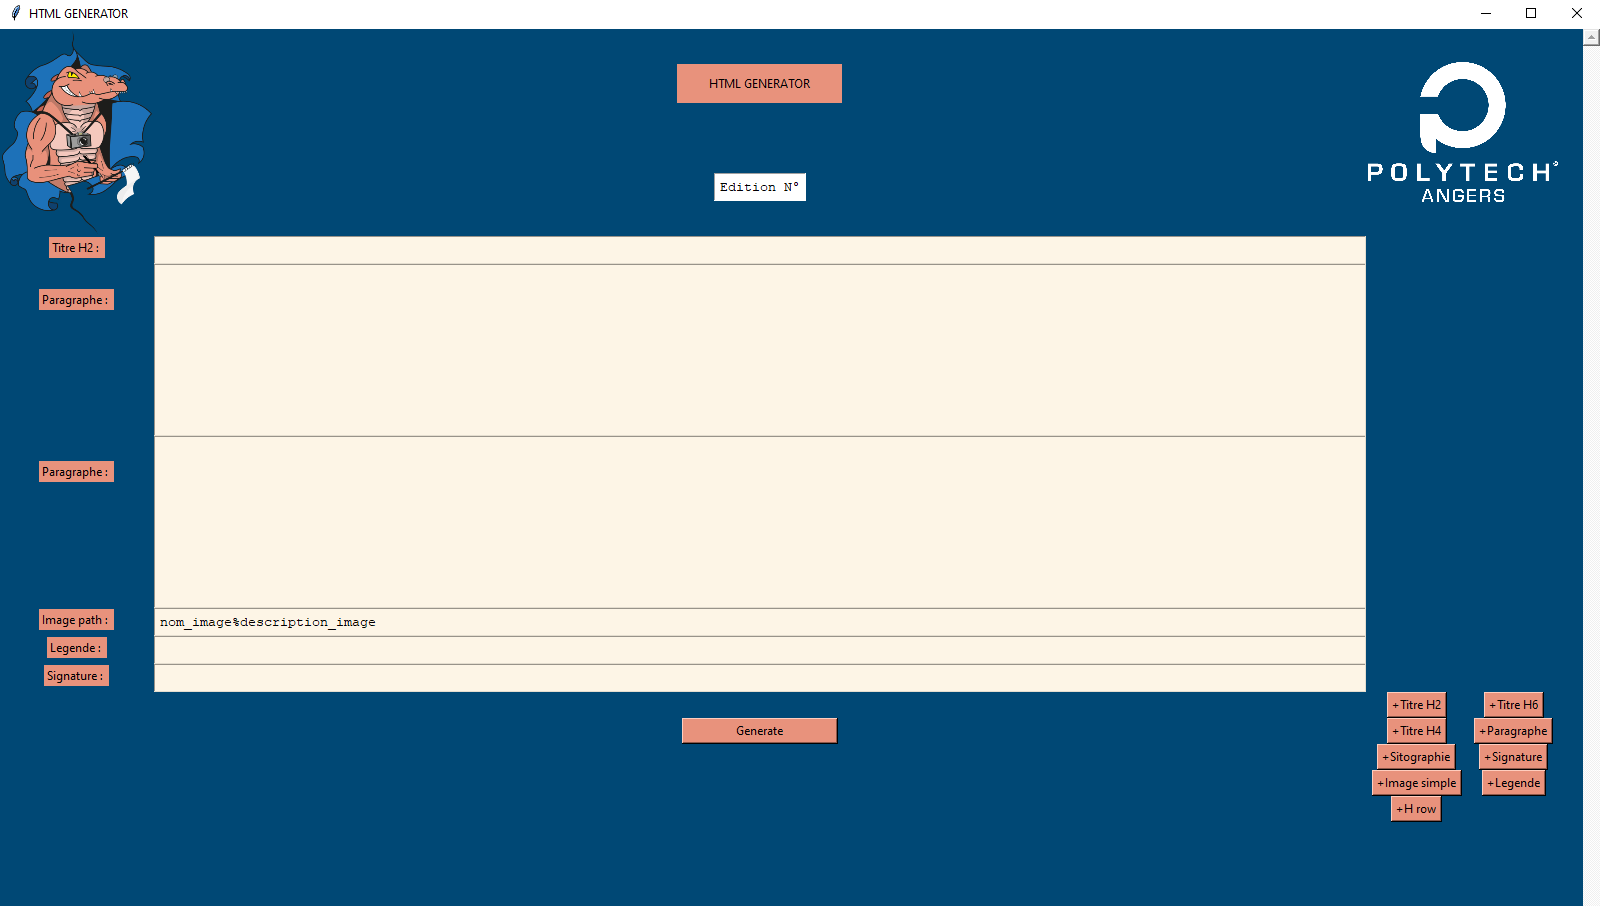 HTML GENERATOR
HTML GENERATOR
POLYTECH
ANGERS
Edition N°
Titre H2 :
Paragraphe :
Paragraphe :
Image path :
nom_image%description_image
Legende :
Signature :
+Titre H2
+Titre H6
Generate
+Titre H4
+Paragraphe
+Sitographie
+Signature
+Image simple
+Legende
+H row